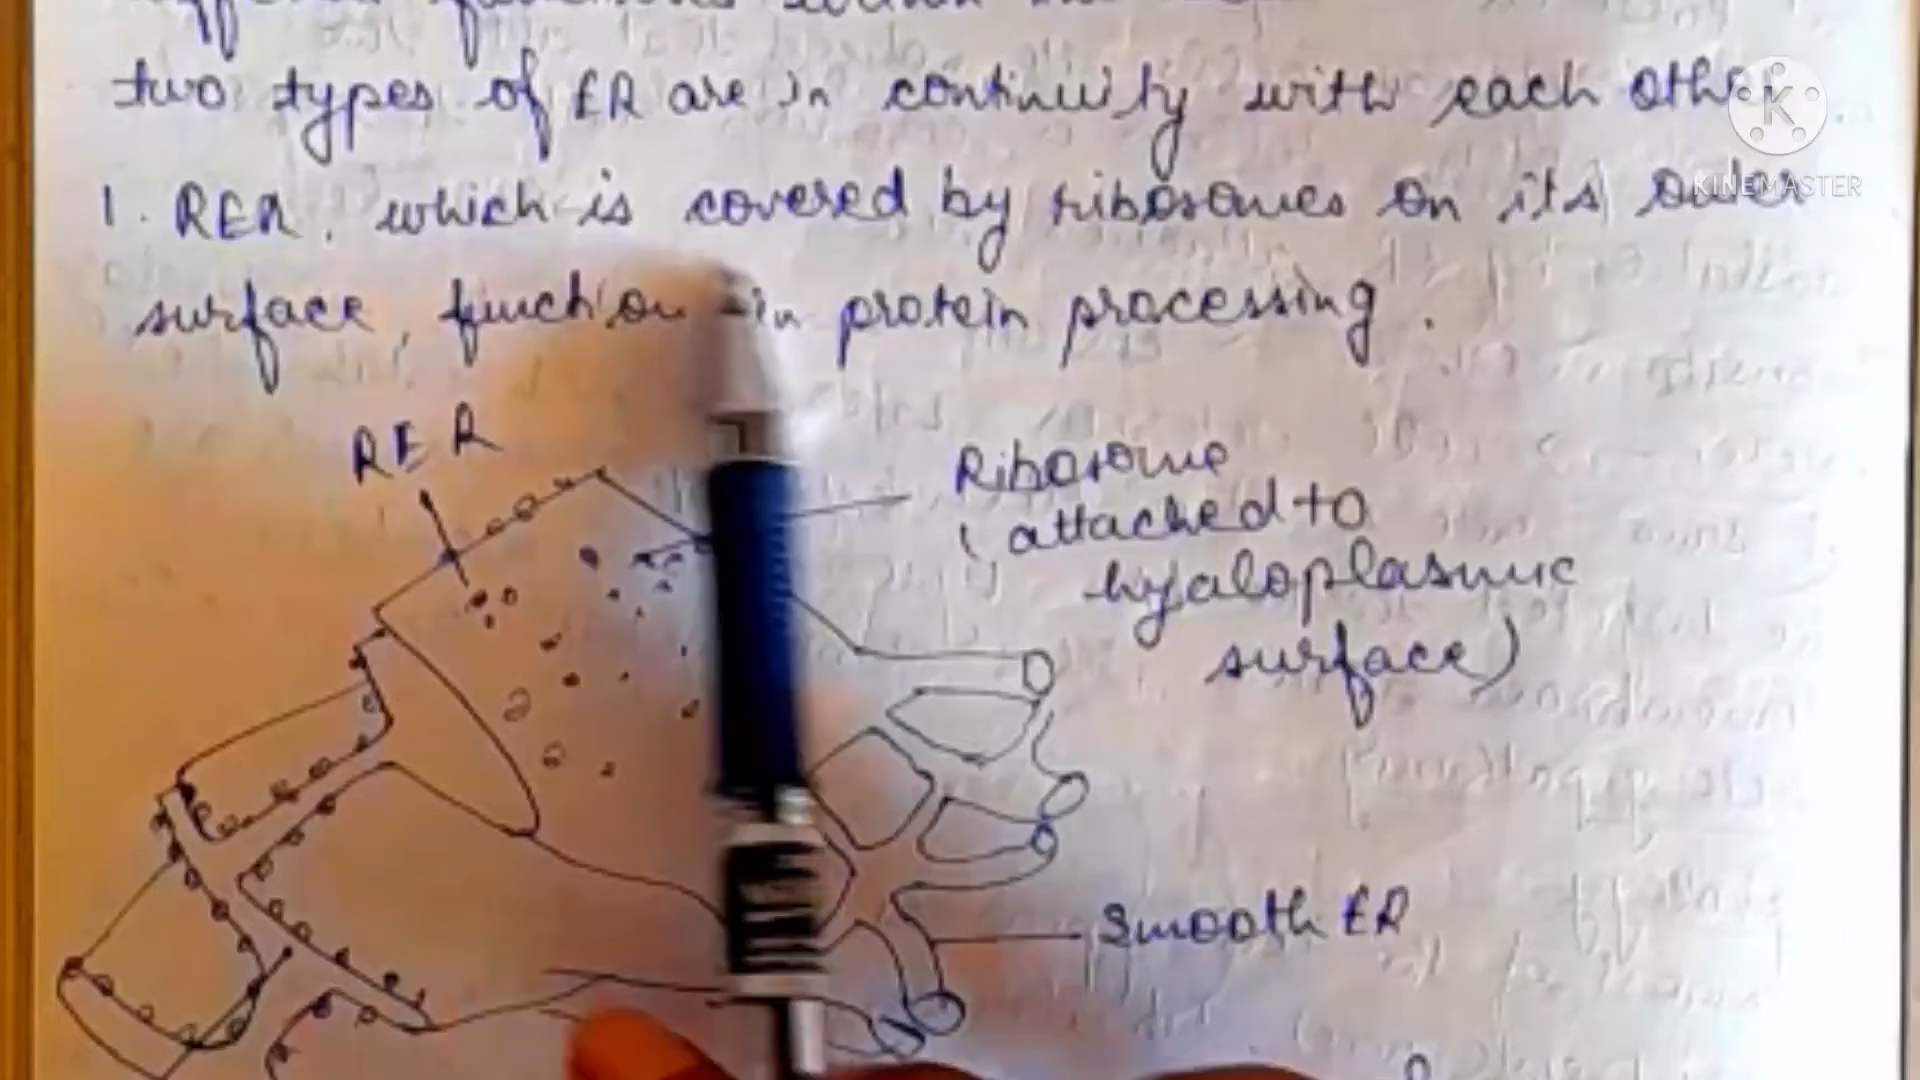 two types of ER are in continuity with each other.
1. RER, which is covered by ribosomes on its outer
surface, function in protein processing.
RER
Ribosome
(attached to
hyaloplasmic
surface)
Smooth ER
K
KINEMASTER